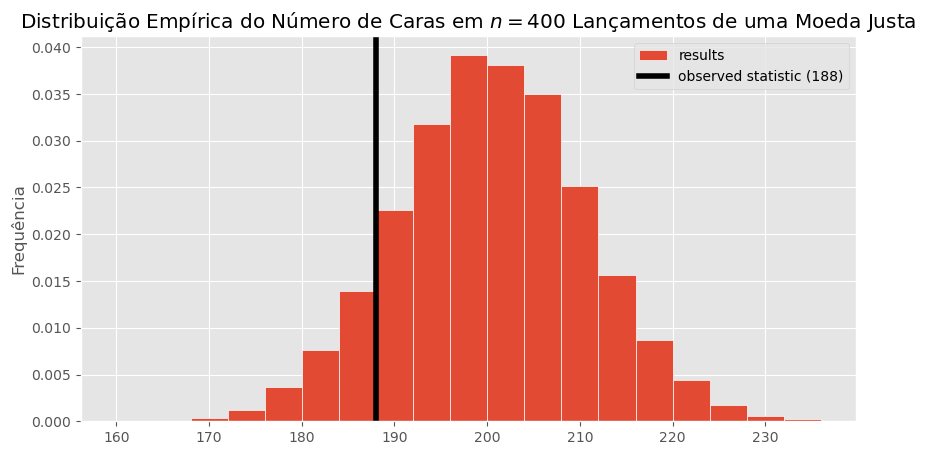 Distribuição Empírica do Número de Caras em n = 400 Lançamentos de uma Moeda Justa
results
observed statistic (188)
Frequência
0.040
0.035
0.030
0.025
0.020
0.015
0.010
0.005
0.000
160 170 180 190 200 210 220 230